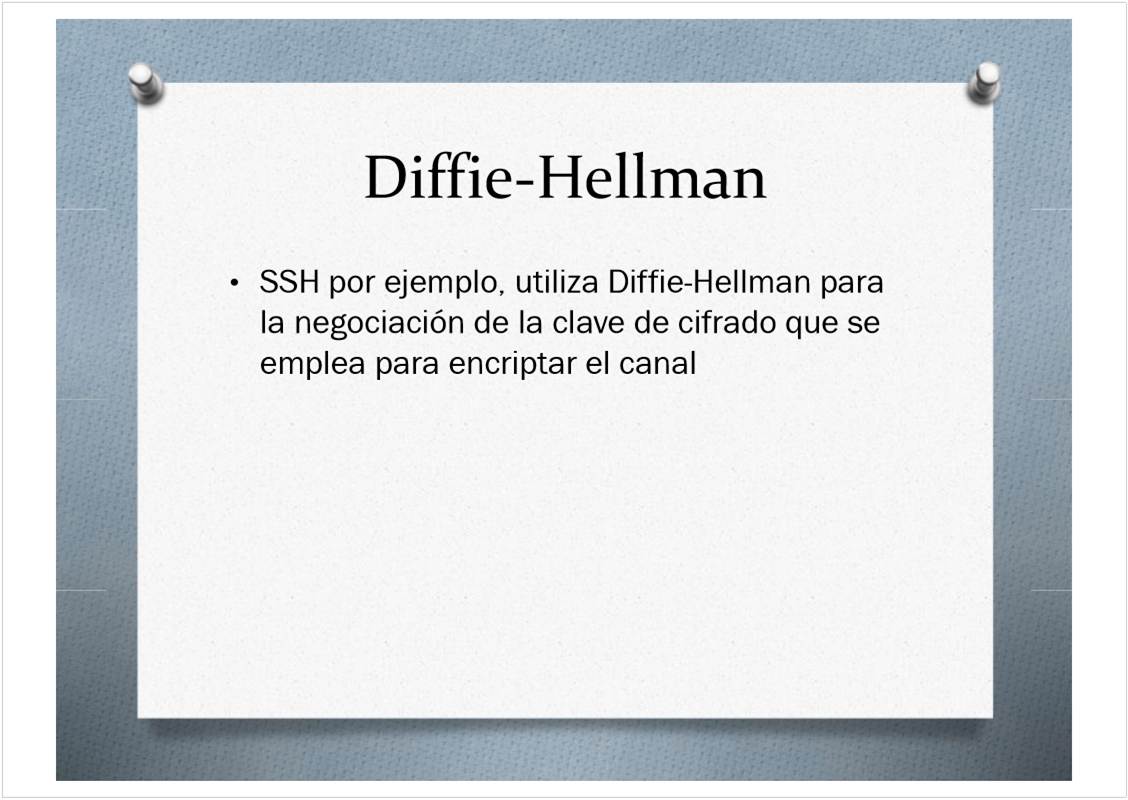 Diffie-Hellman
• SSH por ejemplo, utiliza Diffie-Hellman para
la negociación de la clave de cifrado que se
emplea para encriptar el canal